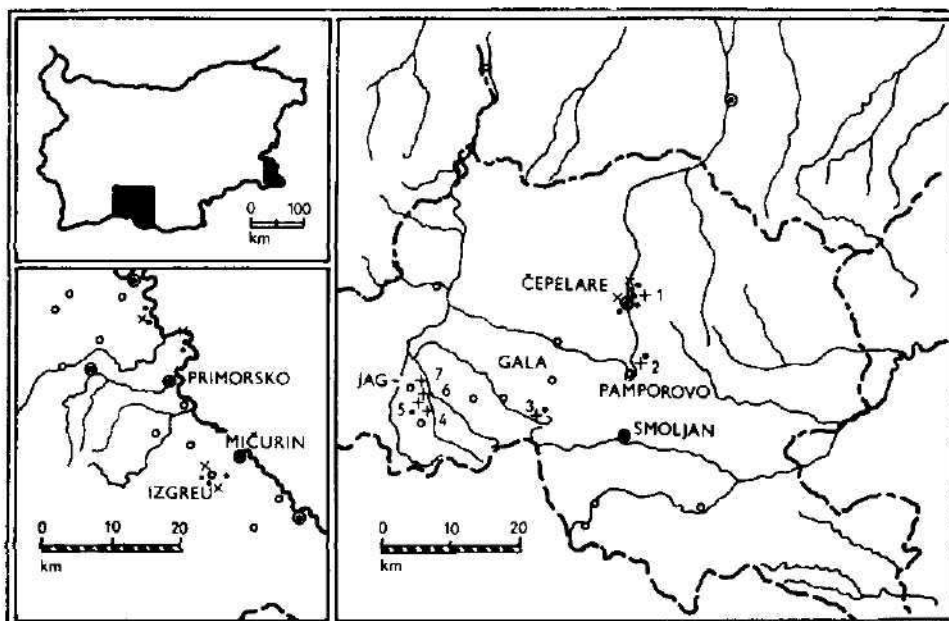 0 100
km
PRIMORSKO
MIČURIN
IZGREU
0 10 20
km
ČEPELARE
1
2
GALA
PAMPOROVO
JAG
7
6
5
4
3
SMOLJAN
0 10 20
km